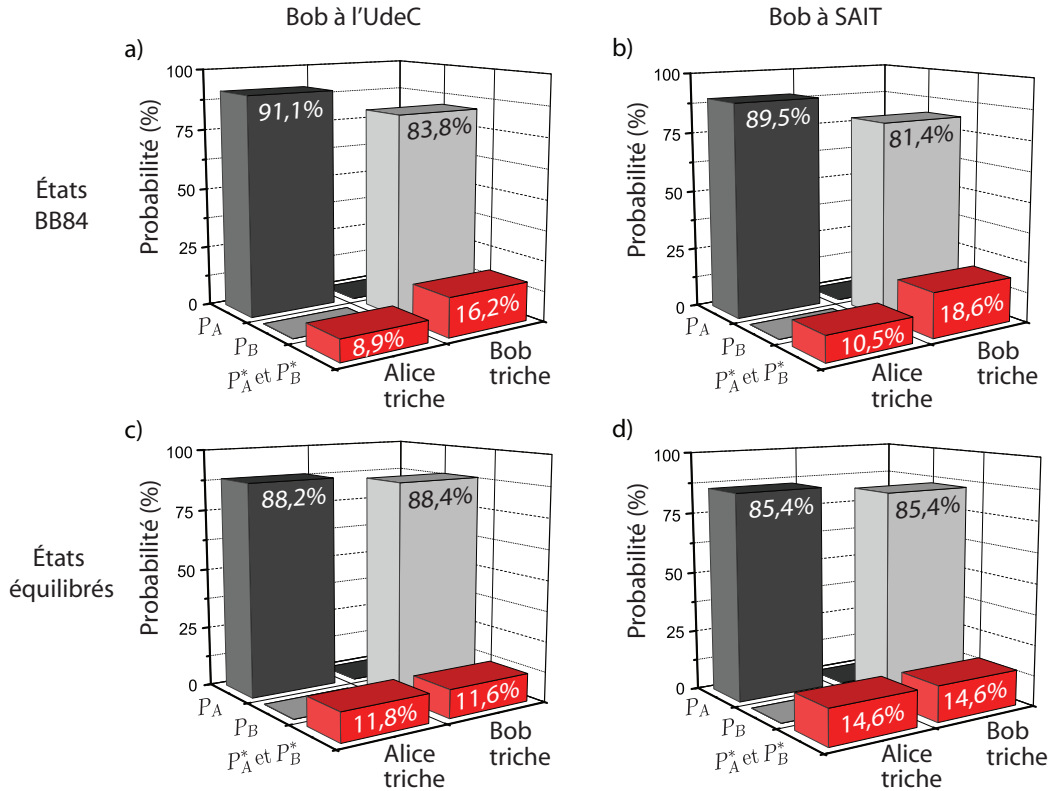 Bob à l'UdeC
Bob à SAIT
États
BB84
États
équilibrés
a)
Probabilité (%)
100
75
50
25
0
91,1%
83,8%
8,9%
16,2%
P_A
P_B
P*_A et P*_B
Alice
triche
Bob
triche
b)
Probabilité (%)
100
75
50
25
0
89,5%
81,4%
10,5%
18,6%
P_A
P_B
P*_A et P*_B
Alice
triche
Bob
triche
c)
Probabilité (%)
100
75
50
25
0
88,2%
88,4%
11,8%
11,6%
P_A
P_B
P*_A et P*_B
Alice
triche
Bob
triche
d)
Probabilité (%)
100
75
50
25
0
85,4%
85,4%
14,6%
14,6%
P_A
P_B
P*_A et P*_B
Alice
triche
Bob
triche